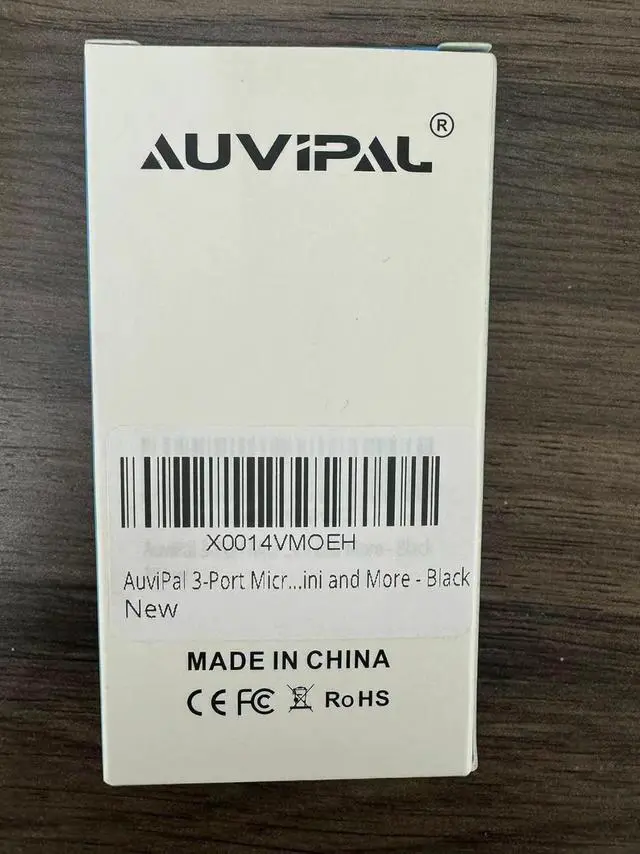 AUViPAL ®
X0014VMOEH
AuviPal 3-Port Micr...ini and More - Black
New
MADE IN CHINA
CE FC RoHS